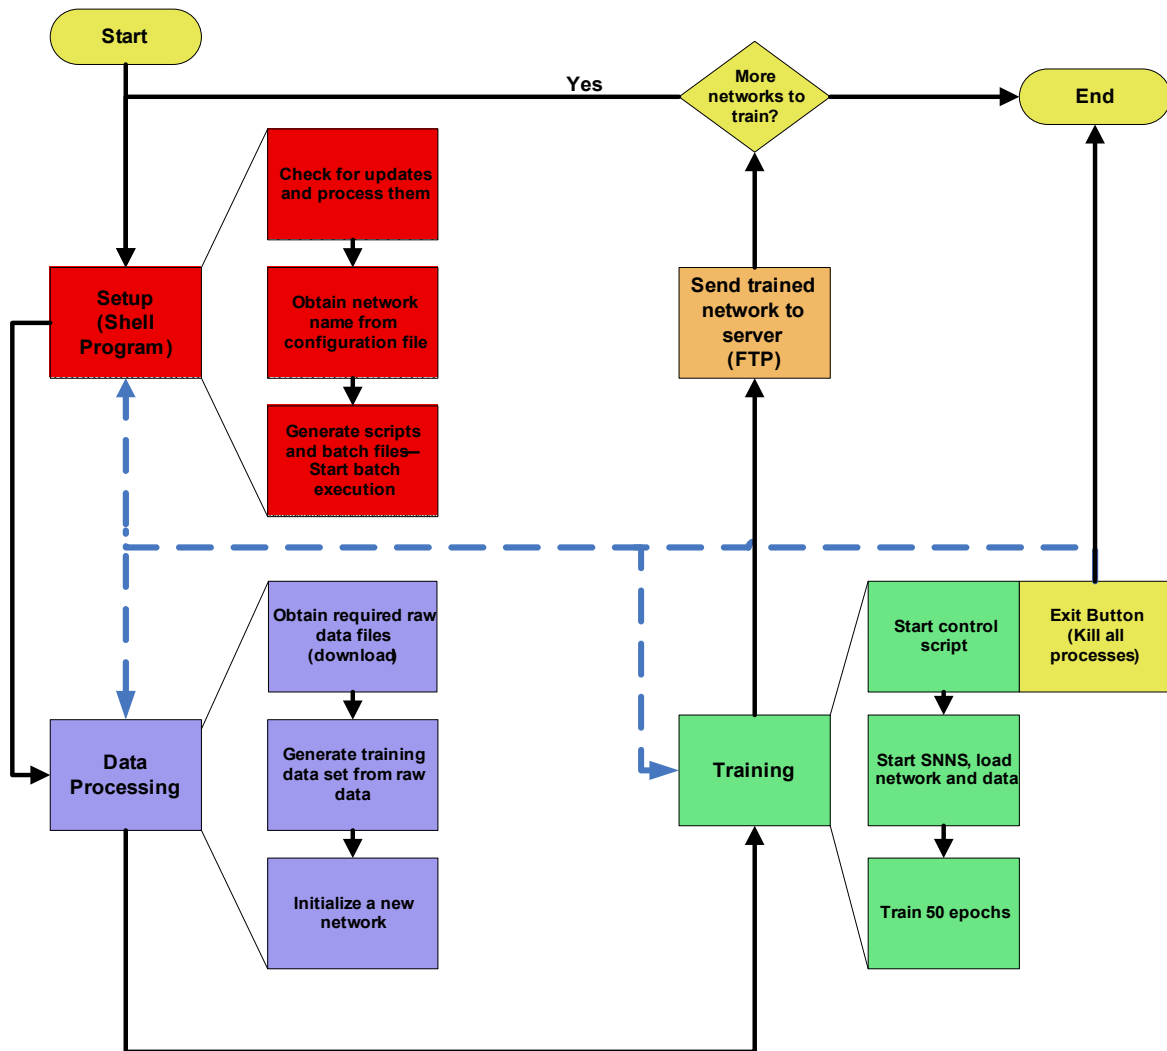 Start
Yes
More
networks to
train?
End
Check for updates
and process them
Setup
(Shell
Program)
Obtain network
name from
configuration file
Send trained
network to
server
(FTP)
Generate scripts
and batch files—
Start batch
execution
Obtain required raw
data files
(download)
Start control
script
Exit Button
(Kill all
processes)
Data
Processing
Generate training
data set from raw
data
Training
Start SNNS, load
network and data
Initialize a new
network
Train 50 epochs